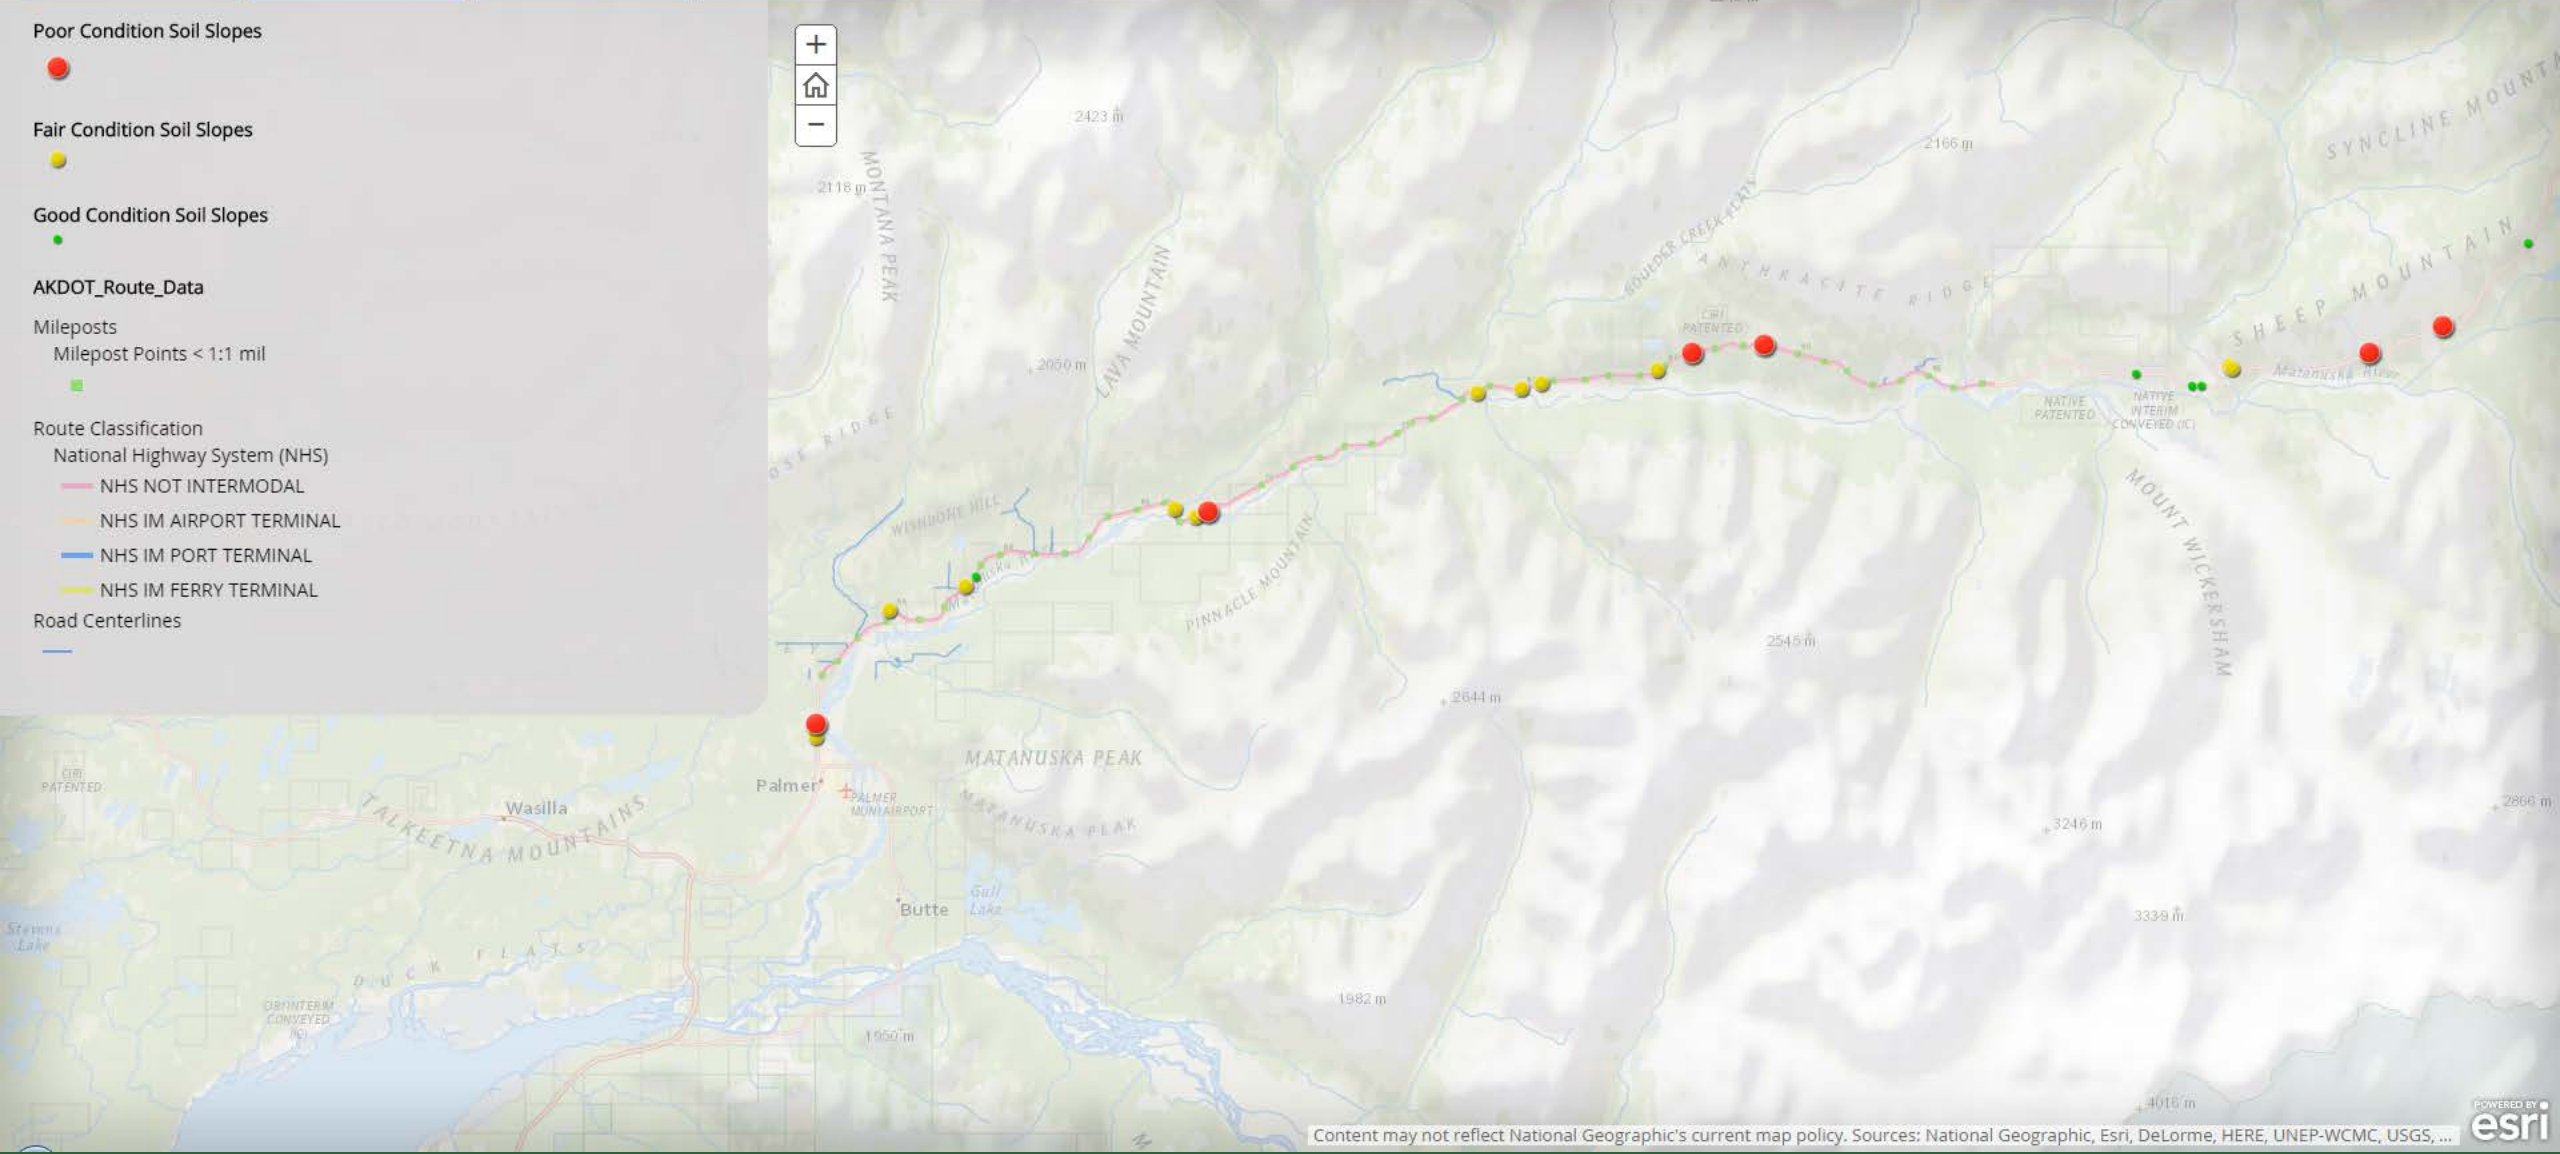 Poor Condition Soil Slopes
Fair Condition Soil Slopes
Good Condition Soil Slopes
AKDOT_Route_Data
Mileposts
Milepost Points < 1:1 mil
Route Classification
National Highway System (NHS)
NHS NOT INTERMODAL
NHS IM AIRPORT TERMINAL
NHS IM PORT TERMINAL
NHS IM FERRY TERMINAL
Road Centerlines
+
−
2423 m
2118 m
MONTANA PEAK
2166 m
SYNCLINE
BOULDER CREEK FLATS
ANTHRACITE RIDGE
SHEEP MOUNTAIN
LAVA MOUNTAIN
2050 m
CIRI
PATENTED
Matanuska River
NATIVE
PATENTED
NATIVE
INTERIM
CONVEYED (IC)
RIDGE
WISHBONE HILL
MOUNT WICKERSHAM
PINNACLE MOUNTAIN
2545 m
2644 m
MATANUSKA PEAK
CIRI
PATENTED
Palmer
PALMER
MUNI AIRPORT
Wasilla
TALKEETNA MOUNTAINS
MATANUSKA PEAK
2866 m
3246 m
Gull
Lake
Butte
3339 m
Stevens
Lake
DUCK FLATS
CIRI INTERIM
CONVEYED
(IC)
1982 m
1950 m
4016 m
Content may not reflect National Geographic's current map policy. Sources: National Geographic, Esri, DeLorme, HERE, UNEP-WCMC, USGS, ...
POWERED BY
esri